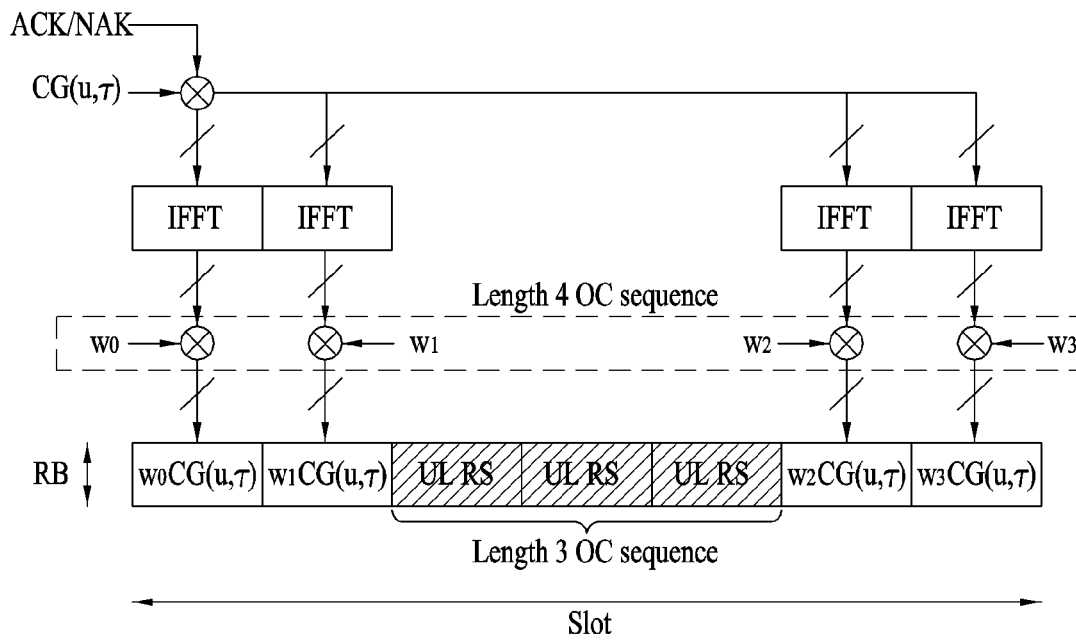 ACK/NAK
CG(u,τ)
IFFT IFFT IFFT IFFT
Length 4 OC sequence
w0 w1 w2 w3
RB w0CG(u,τ) w1CG(u,τ) UL RS UL RS UL RS w2CG(u,τ) w3CG(u,τ)
Length 3 OC sequence
Slot